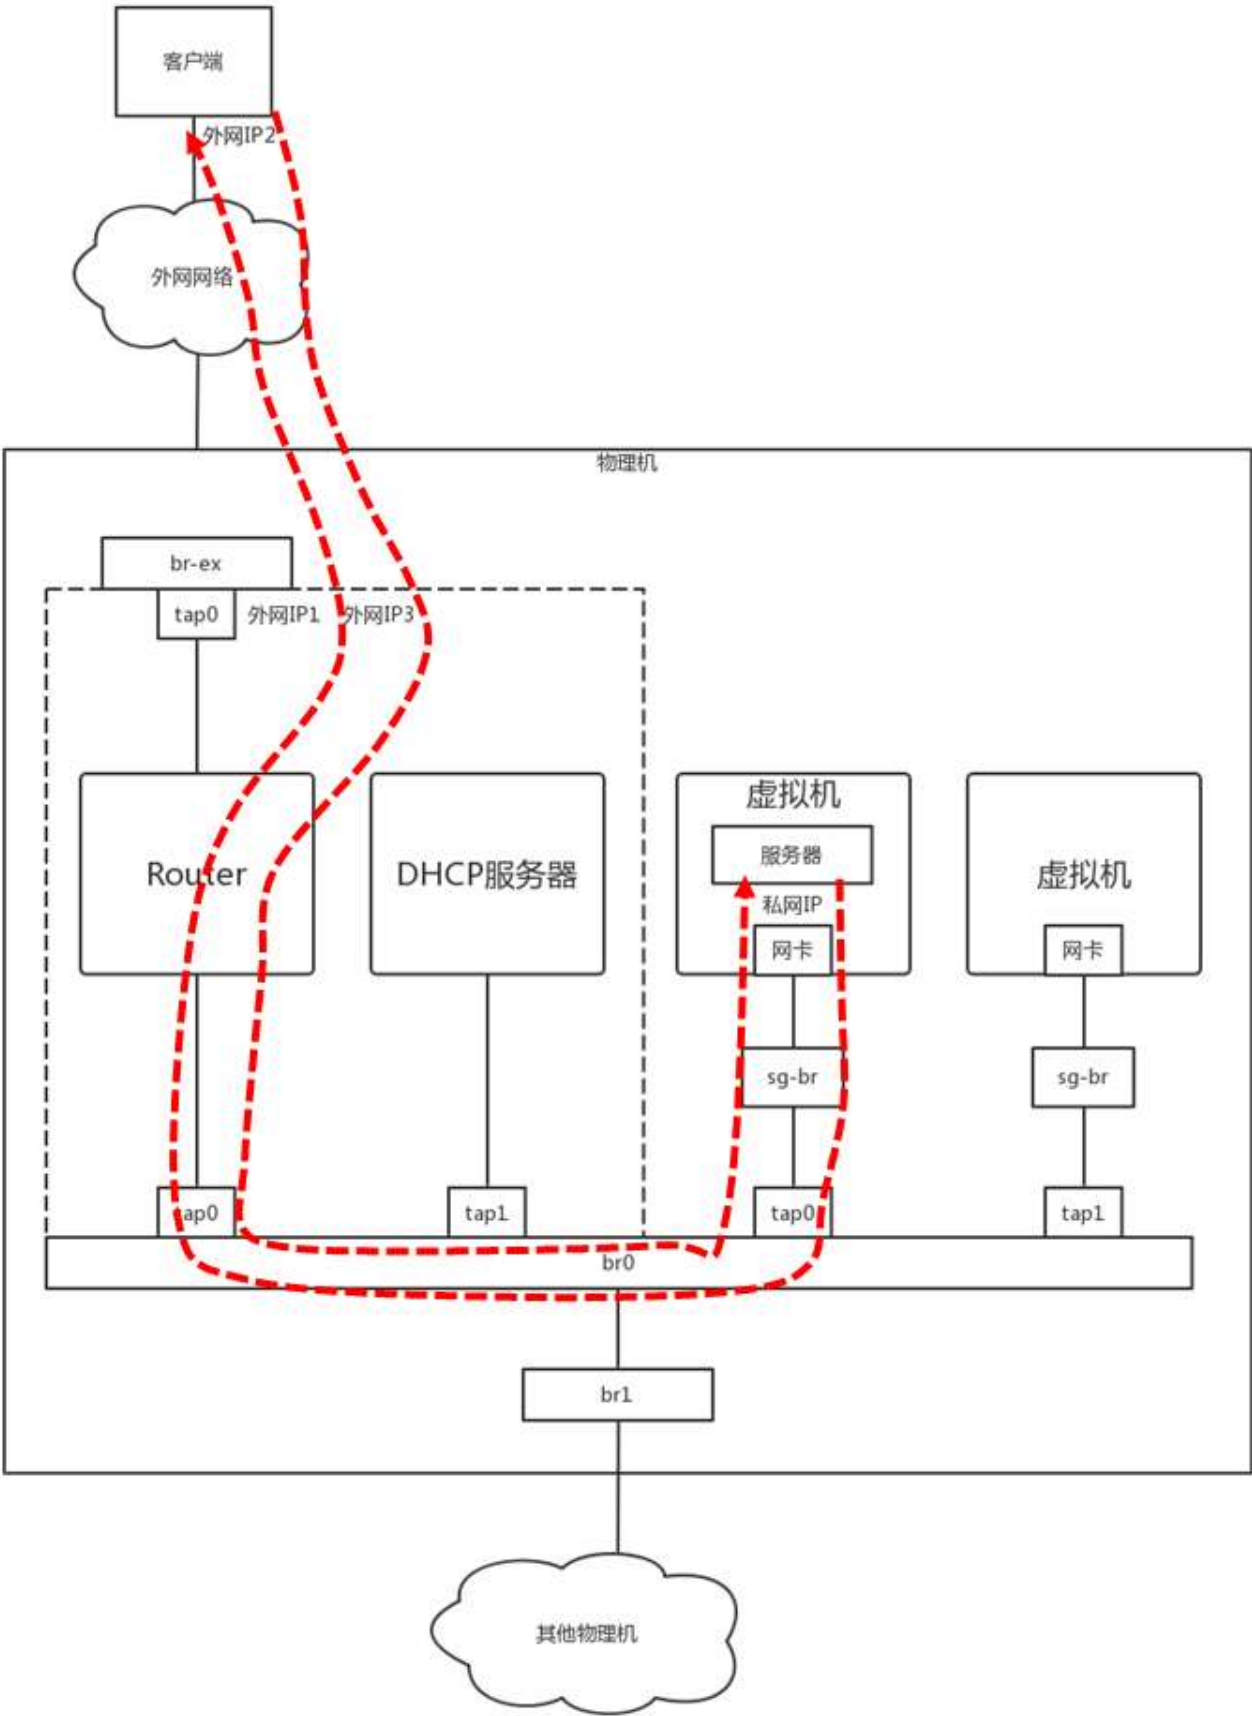 客户端
外网IP2
外网网络
物理机
br-ex
tap0
外网IP1
外网IP3
Router
DHCP服务器
虚拟机
服务器
私网IP
网卡
虚拟机
网卡
sg-br
sg-br
tap0
tap1
tap0
tap1
br0
br1
其他物理机